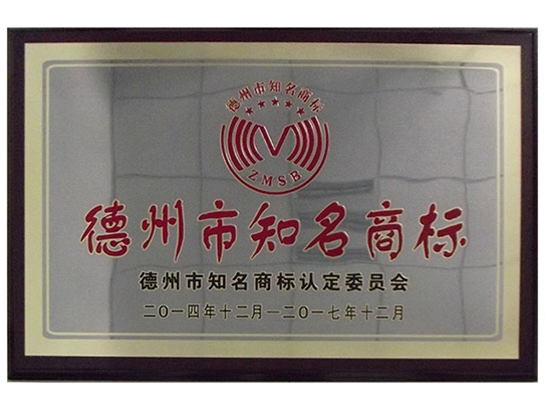 德州市知名商标
ZMSB
德州市知名商标
德州市知名商标认定委员会
二〇一四年十二月一二〇一七年十二月